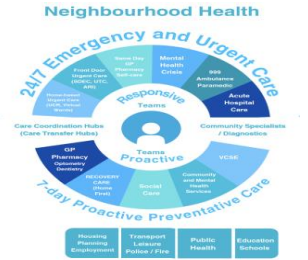 Neighbourhood Health
24/7 Emergency and Urgent Care
Same Day
GP
Pharmacy
Self-care
Mental
Health
Crisis
Front Door
Urgent Care
(SDEC, UTC,
999
Ambulance
Paramedic
Urgent Care
Acute
Hospital
Care
Responsive
Teams
Care Coordination Hubs
(Care Transfer Hubs)
Community Specialists
/ Diagnostics
Teams
Proactive
GP
Pharmacy
Optometry
Dentistry
RECOVERY
CARE
(Home
First)
Social
Care
Community
and Mental
Health
Services
VCSE
7-day Proactive Preventative Care
Housing
Planning
Employment
Transport
Leisure
Police / Fire
Public
Health
Education
Schools